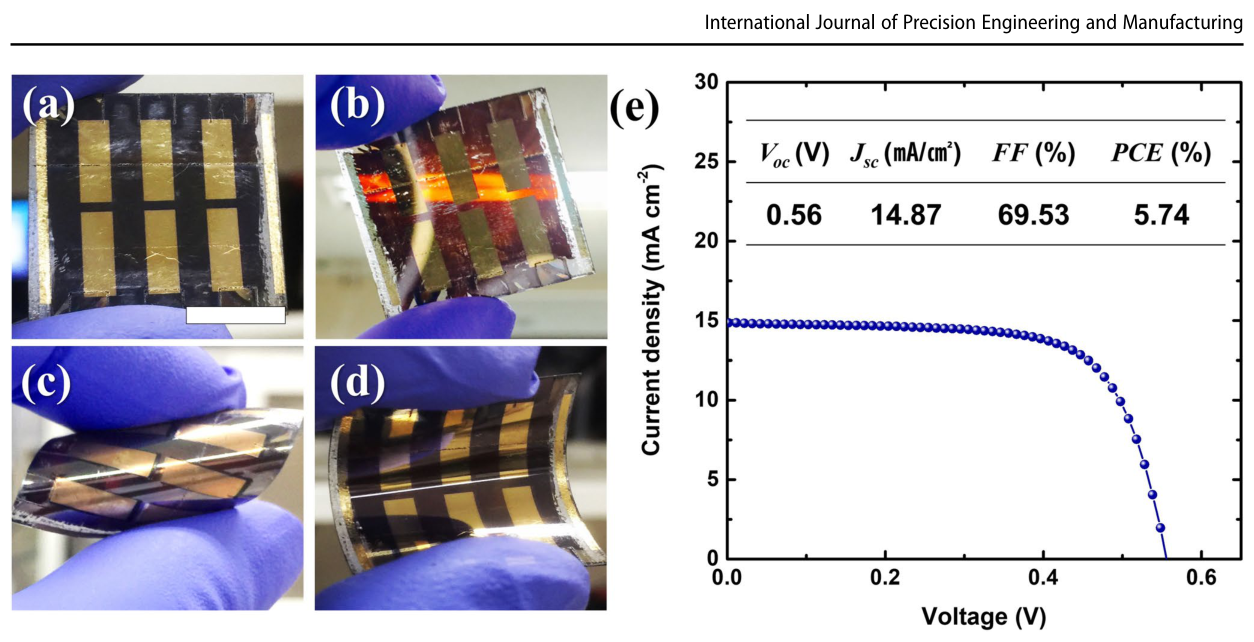 International Journal of Precision Engineering and Manufacturing
(a)
(b)
(c)
(d)
(e)
Current density (mA cm-2)
30
25
20
15
10
5
0
Voc (V) Jsc (mA/cm²) FF (%) PCE (%)
0.56 14.87 69.53 5.74
0.0 0.2 0.4 0.6
Voltage (V)